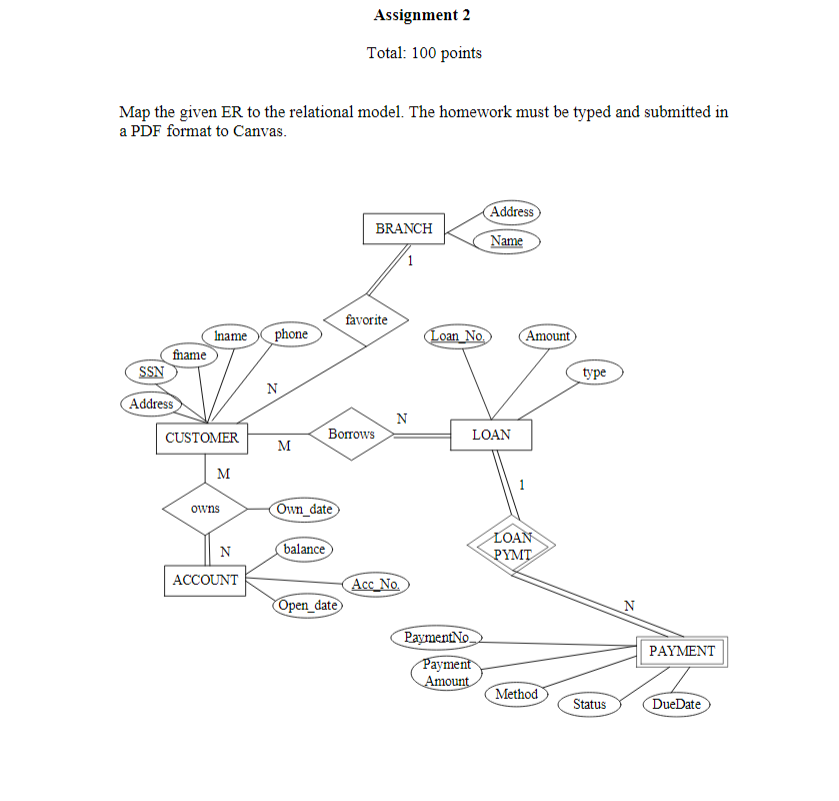 Assignment 2
Total: 100 points
Map the given ER to the relational model. The homework must be typed and submitted in
a PDF format to Canvas.
Address
BRANCH
Name
1
favorite
lname
phone
Loan_No.
Amount
fname
SSN
type
N
Address
N
CUSTOMER
Borrows
LOAN
M
M
1
owns
Own_date
LOAN
PYMT
N
balance
ACCOUNT
Acc_No.
Open_date
N
PaymentNo
PAYMENT
Payment
Amount
Method
Status
DueDate